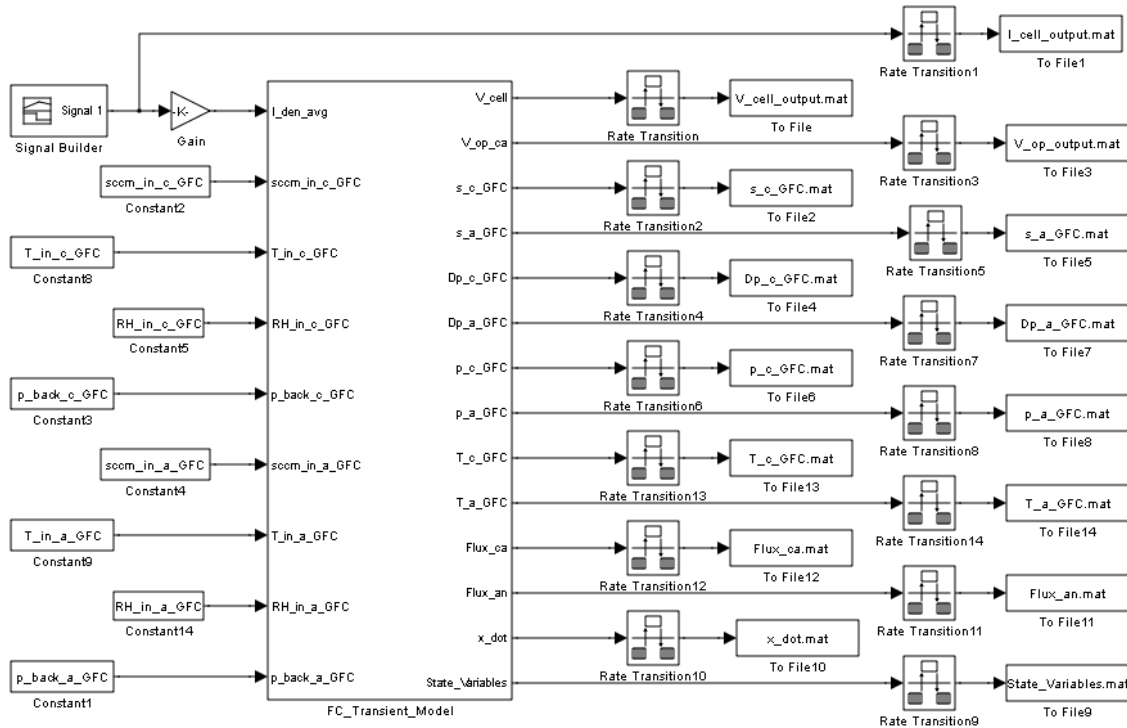 I_cell_output.mat
Rate Transition1
To File1
Signal 1
Signal Builder
-K-
Gain
I_den_avg
sccm_in_c_GFC
Constant2
sccm_in_c_GFC
T_in_c_GFC
Constant8
T_in_c_GFC
RH_in_c_GFC
Constant5
RH_in_c_GFC
p_back_c_GFC
Constant3
p_back_c_GFC
sccm_in_a_GFC
Constant4
sccm_in_a_GFC
T_in_a_GFC
Constant9
T_in_a_GFC
RH_in_a_GFC
Constant14
RH_in_a_GFC
p_back_a_GFC
Constant1
p_back_a_GFC
FC_Transient_Model
V_cell
Rate Transition
V_cell_output.mat
To File
V_op_ca
Rate Transition3
V_op_output.mat
To File3
s_c_GFC
Rate Transition2
s_c_GFC.mat
To File2
s_a_GFC
Rate Transition5
s_a_GFC.mat
To File5
Dp_c_GFC
Rate Transition4
Dp_c_GFC.mat
To File4
Dp_a_GFC
Rate Transition7
Dp_a_GFC.mat
To File7
p_c_GFC
Rate Transition6
p_c_GFC.mat
To File6
p_a_GFC
Rate Transition8
p_a_GFC.mat
To File8
T_c_GFC
Rate Transition13
T_c_GFC.mat
To File13
T_a_GFC
Rate Transition14
T_a_GFC.mat
To File14
Flux_ca
Rate Transition12
Flux_ca.mat
To File12
Flux_an
Rate Transition11
Flux_an.mat
To File11
x_dot
Rate Transition10
x_dot.mat
To File10
State_Variables
Rate Transition9
State_Variables.mat
To File9